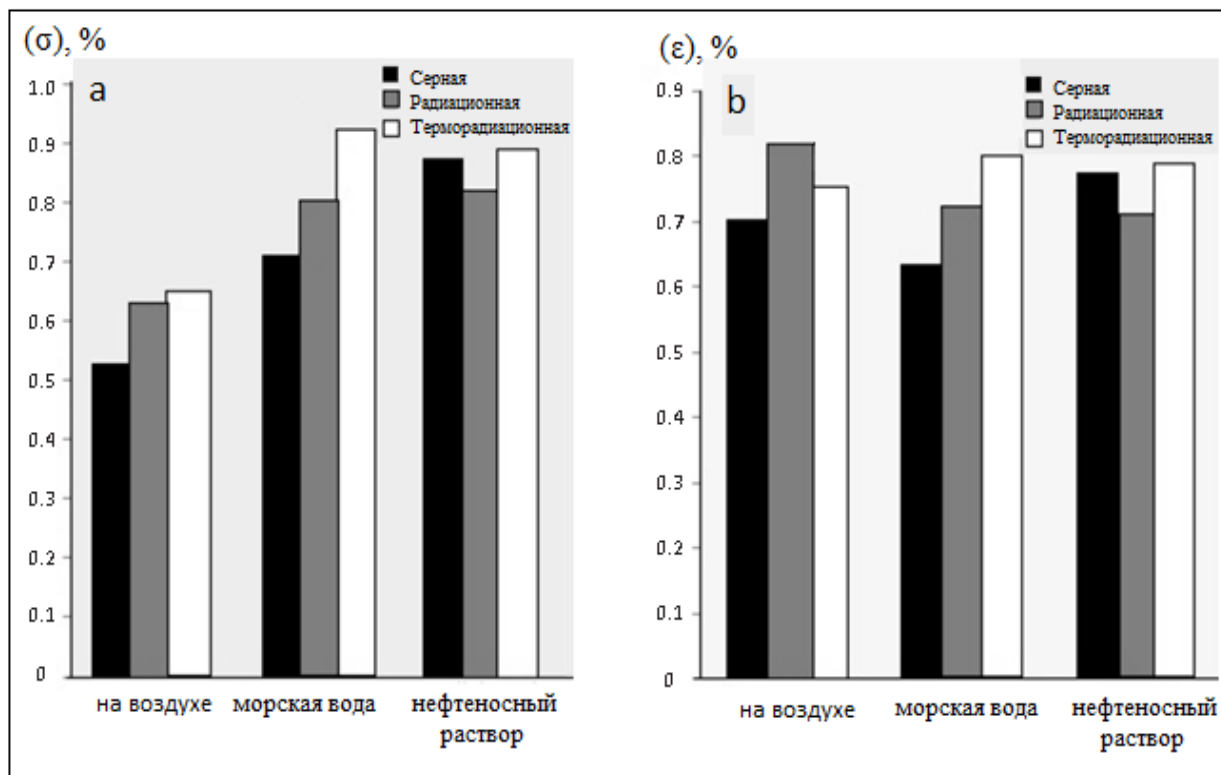 (σ), %
a
Серная
Радиационная
Терморадиационная
1.0
0.9
0.8
0.7
0.6
0.5
0.4
0.3
0.2
0.1
0
на воздухе
морская вода
нефтеносный
раствор
(ε), %
b
Серная
Радиационная
Терморадиационная
0.9
0.8
0.7
0.6
0.5
0.4
0.3
0.2
0.1
0
на воздухе
морская вода
нефтеносный
раствор